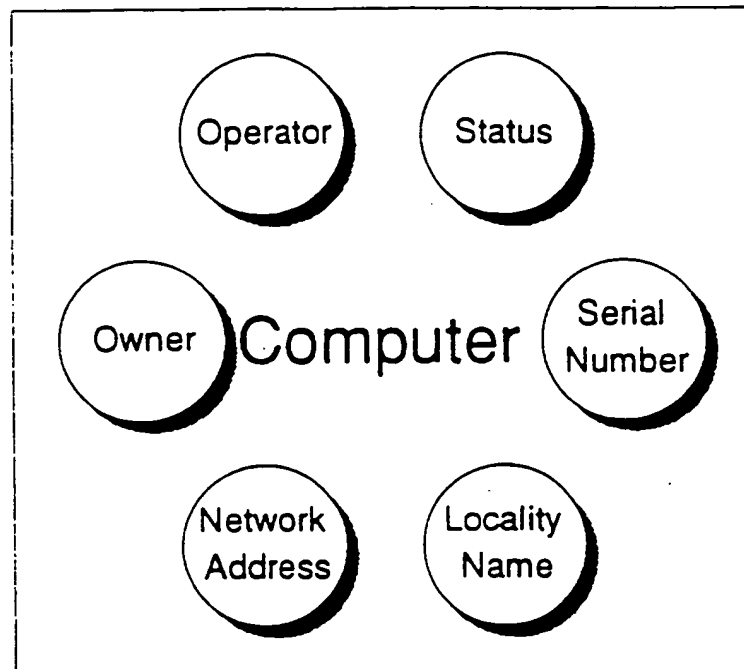 Operator
Status
Owner
Computer
Serial
Number
Network
Address
Locality
Name